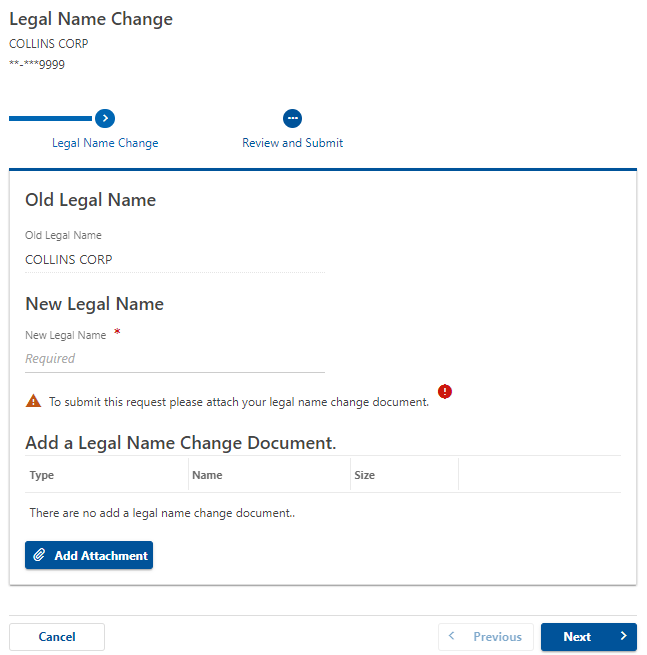 Legal Name Change
COLLINS CORP
**-***9999
Legal Name Change
Review and Submit
Old Legal Name
Old Legal Name
COLLINS CORP
New Legal Name
New Legal Name *
Required
To submit this request please attach your legal name change document.
Add a Legal Name Change Document.
Type Name Size
There are no add a legal name change document..
Add Attachment
Cancel Previous Next